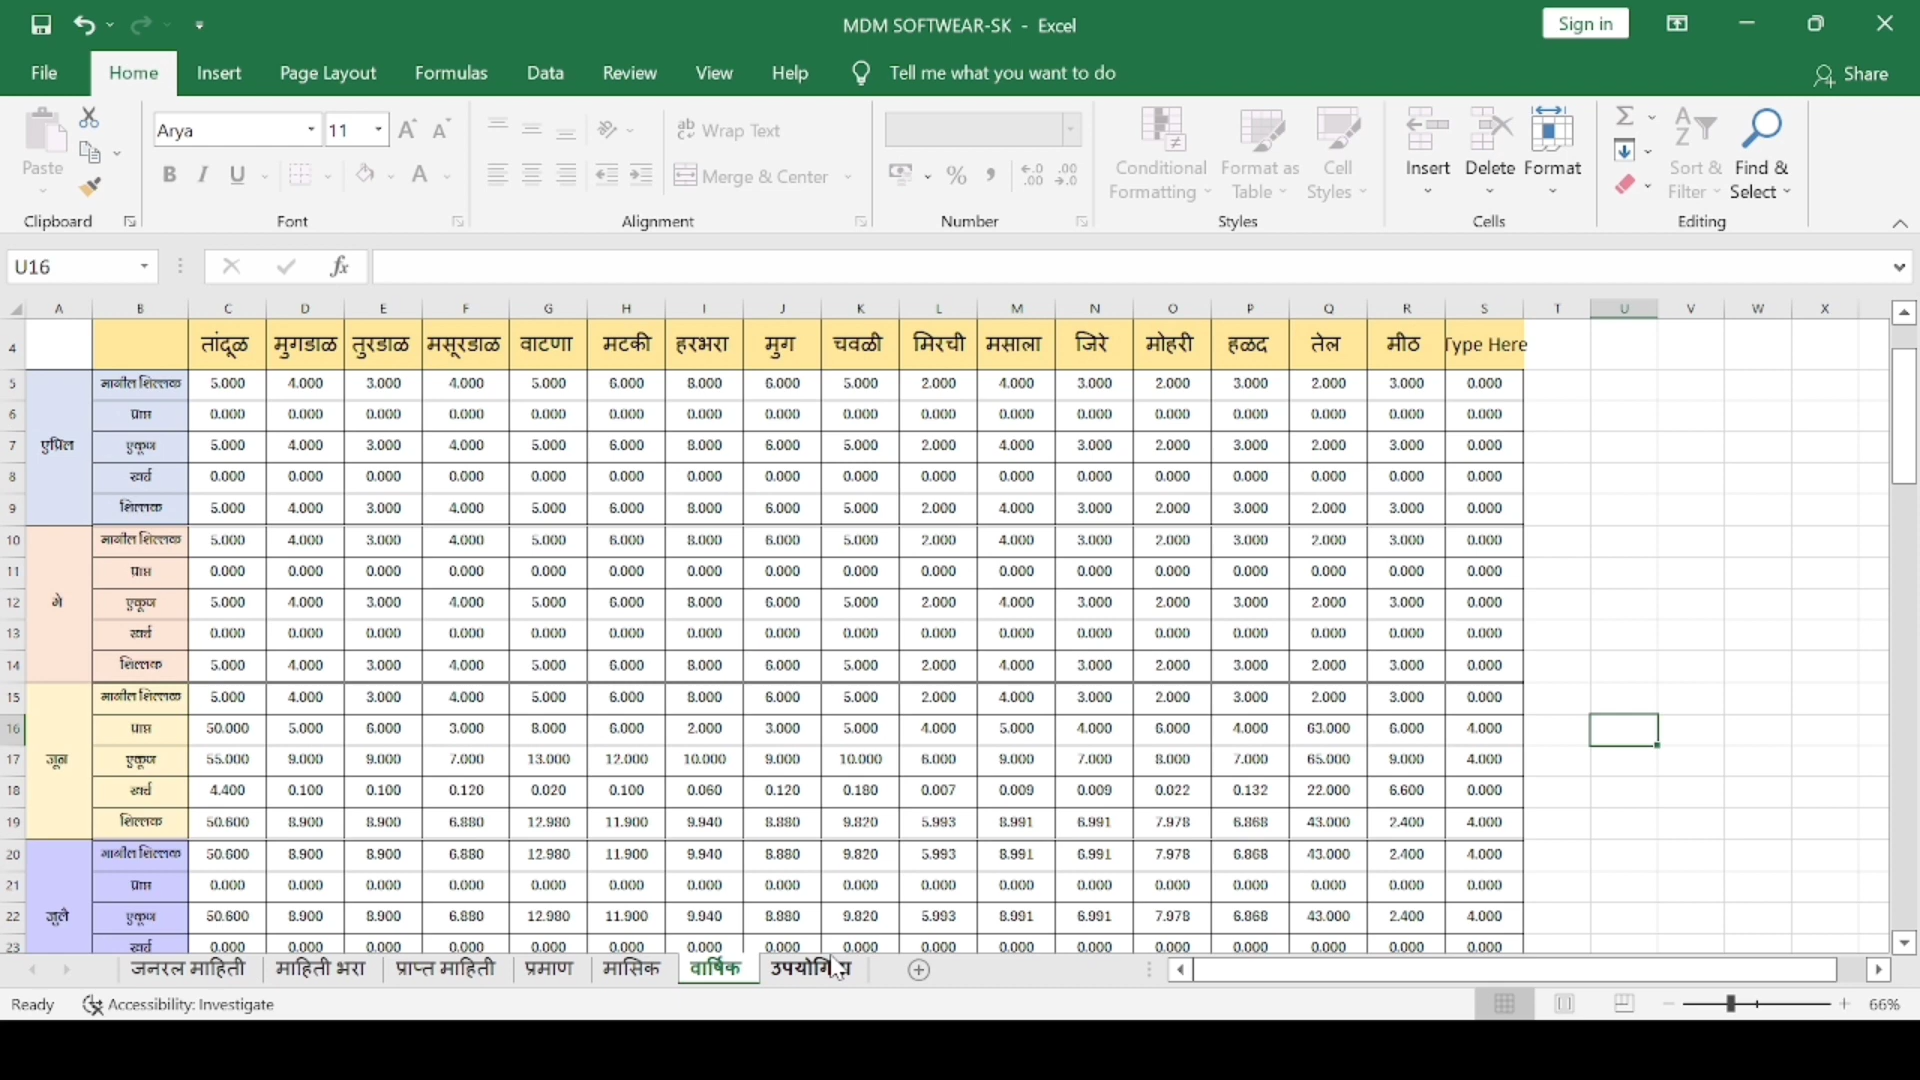 MDM SOFTWEAR-SK - Excel
Sign in
File Home Insert Page Layout Formulas Data Review View Help Tell me what you want to do Share
Paste
Arya 11
Wrap Text
Merge & Center
Conditional Formatting
Format as Table
Cell Styles
Insert Delete Format
Sort & Filter
Find & Select
Clipboard Font Alignment Number Styles Cells Editing
U16 fx
A B C D E F G H I J K L M N O P Q R S T U V W X
4 तांदूळ मुगडाळ तुरडाळ मसूरडाळ वाटणा मटकी हरभरा मुग चवळी मिरची मसाला जिरे मोहरी हळद तेल मीठ Type Here
5 मागील शिल्लक 5.000 4.000 3.000 4.000 5.000 6.000 8.000 6.000 5.000 2.000 4.000 3.000 2.000 3.000 2.000 3.000 0.000
6 प्राप्त 0.000 0.000 0.000 0.000 0.000 0.000 0.000 0.000 0.000 0.000 0.000 0.000 0.000 0.000 0.000 0.000 0.000
7 एप्रिल एकूण 5.000 4.000 3.000 4.000 5.000 6.000 8.000 6.000 5.000 2.000 4.000 3.000 2.000 3.000 2.000 3.000 0.000
8 खर्च 0.000 0.000 0.000 0.000 0.000 0.000 0.000 0.000 0.000 0.000 0.000 0.000 0.000 0.000 0.000 0.000 0.000
9 शिल्लक 5.000 4.000 3.000 4.000 5.000 6.000 8.000 6.000 5.000 2.000 4.000 3.000 2.000 3.000 2.000 3.000 0.000
10 मागील शिल्लक 5.000 4.000 3.000 4.000 5.000 6.000 8.000 6.000 5.000 2.000 4.000 3.000 2.000 3.000 2.000 3.000 0.000
11 प्राप्त 0.000 0.000 0.000 0.000 0.000 0.000 0.000 0.000 0.000 0.000 0.000 0.000 0.000 0.000 0.000 0.000 0.000
12 मे एकूण 5.000 4.000 3.000 4.000 5.000 6.000 8.000 6.000 5.000 2.000 4.000 3.000 2.000 3.000 2.000 3.000 0.000
13 खर्च 0.000 0.000 0.000 0.000 0.000 0.000 0.000 0.000 0.000 0.000 0.000 0.000 0.000 0.000 0.000 0.000 0.000
14 शिल्लक 5.000 4.000 3.000 4.000 5.000 6.000 8.000 6.000 5.000 2.000 4.000 3.000 2.000 3.000 2.000 3.000 0.000
15 मागील शिल्लक 5.000 4.000 3.000 4.000 5.000 6.000 8.000 6.000 5.000 2.000 4.000 3.000 2.000 3.000 2.000 3.000 0.000
16 प्राप्त 50.000 5.000 6.000 3.000 8.000 6.000 2.000 3.000 5.000 4.000 5.000 4.000 6.000 4.000 63.000 6.000 4.000
17 जून एकूण 55.000 9.000 9.000 7.000 13.000 12.000 10.000 9.000 10.000 6.000 9.000 7.000 8.000 7.000 65.000 9.000 4.000
18 खर्च 4.400 0.100 0.100 0.120 0.020 0.100 0.060 0.120 0.180 0.007 0.009 0.009 0.022 0.132 22.000 6.600 0.000
19 शिल्लक 50.600 8.900 8.900 6.880 12.980 11.900 9.940 8.880 9.820 5.993 8.991 6.991 7.978 6.868 43.000 2.400 4.000
20 मागील शिल्लक 50.600 8.900 8.900 6.880 12.980 11.900 9.940 8.880 9.820 5.993 8.991 6.991 7.978 6.868 43.000 2.400 4.000
21 प्राप्त 0.000 0.000 0.000 0.000 0.000 0.000 0.000 0.000 0.000 0.000 0.000 0.000 0.000 0.000 0.000 0.000 0.000
22 जुलै एकूण 50.600 8.900 8.900 6.880 12.980 11.900 9.940 8.880 9.820 5.993 8.991 6.991 7.978 6.868 43.000 2.400 4.000
23 खर्च 0.000 0.000 0.000 0.000 0.000 0.000 0.000 0.000 0.000 0.000 0.000 0.000 0.000 0.000 0.000 0.000 0.000
जनरल माहिती माहिती भरा प्राप्त माहिती प्रमाण मासिक वार्षिक
Ready Accessibility: Investigate 66%